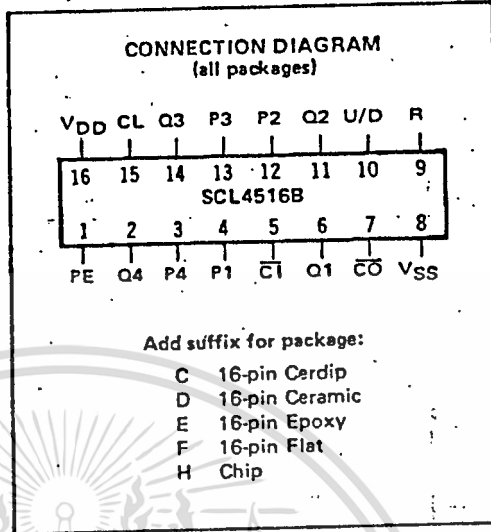 CONNECTION DIAGRAM
(all packages)
VDD CL Q3 P3 P2 Q2 U/D R
16 15 14 13 12 11 10 9
SCL4516B
1 2 3 4 5 6 7 8
PE Q4 P4 P1 C̅I̅ Q1 C̅O̅ VSS
Add suffix for package:
C 16-pin Cerdip
D 16-pin Ceramic
E 16-pin Epoxy
F 16-pin Flat
H Chip